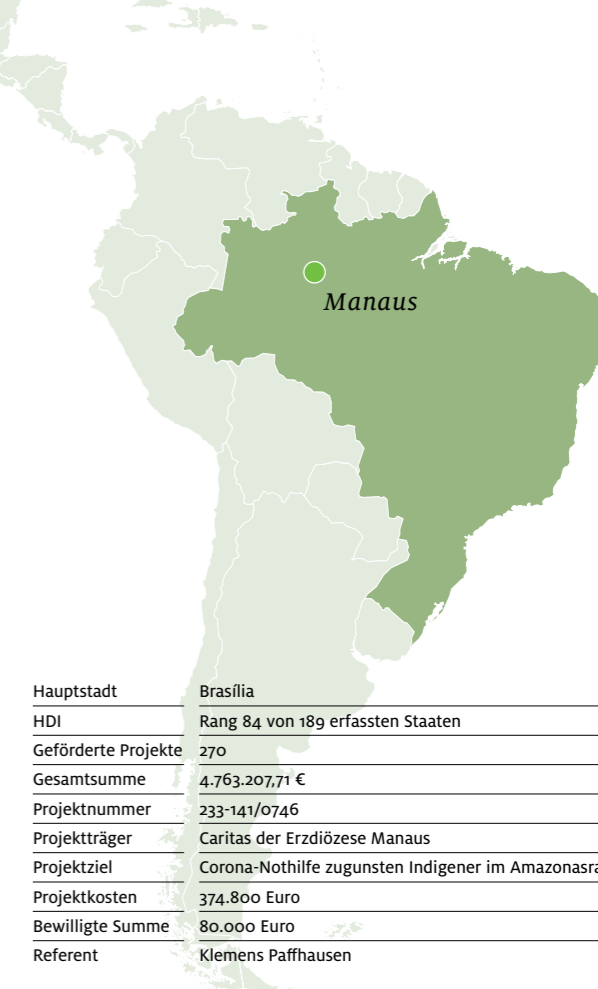 Manaus
Hauptstadt Brasília
HDI Rang 84 von 189 erfassten Staaten
Geförderte Projekte 270
Gesamtsumme 4.763.207,71 €
Projektnummer 233-141/0746
Projektträger Caritas der Erzdiözese Manaus
Projektziel Corona-Nothilfe zugunsten Indigener im
Projektkosten 374.800 Euro
Bewilligte Summe 80.000 Euro
Referent Klemens Paffhausen